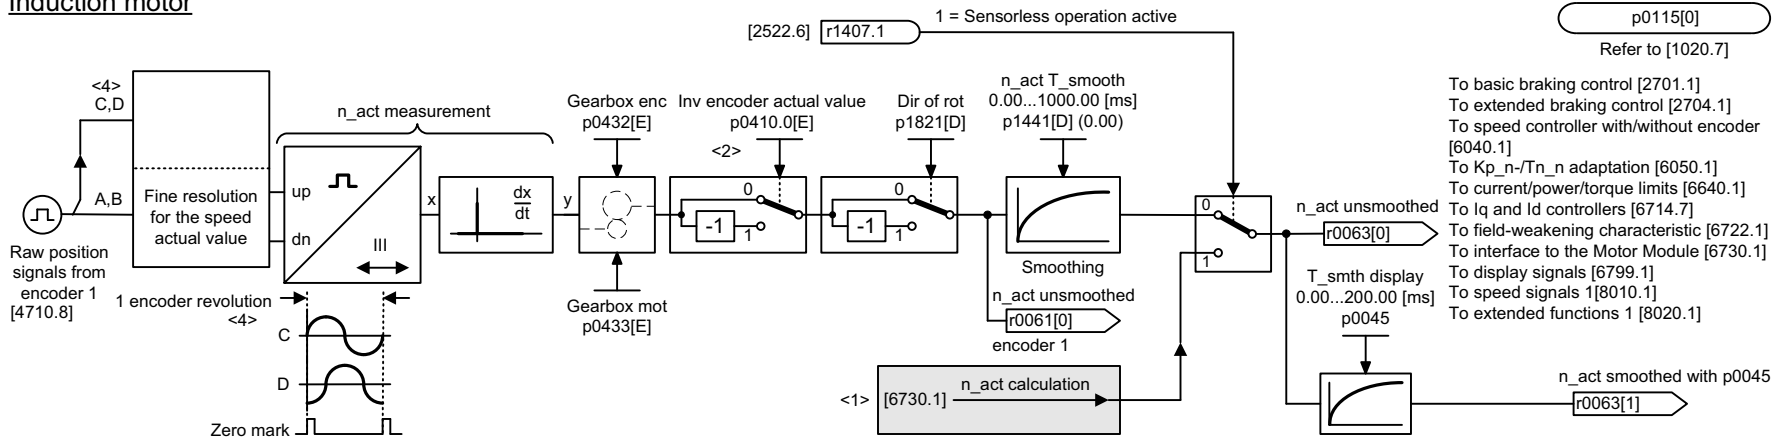 Induction motor
1 = Sensorless operation active
[2522.6]
r1407.1
p0115[0]
Refer to [1020.7]
<4>
C,D
n_act measurement
Gearbox enc
p0432[E]
Inv encoder actual value
p0410.0[E]
<2>
Dir of rot
p1821[D]
n_act T_smooth
0.00...1000.00 [ms]
p1441[D] (0.00)
To basic braking control [2701.1]
To extended braking control [2704.1]
To speed controller with/without encoder
[6040.1]
To Kp_n-/Tn_n adaptation [6050.1]
To current/power/torque limits [6640.1]
To Iq and Id controllers [6714.7]
To field-weakening characteristic [6722.1]
To interface to the Motor Module [6730.1]
To display signals [6799.1]
To speed signals 1[8010.1]
To extended functions 1 [8020.1]
A,B
Fine resolution
for the speed
actual value
up
dn
III
x
dx
dt
y
0
-1
1
0
-1
1
Smoothing
0
1
n_act unsmoothed
r0063[0]
Raw position
signals from
encoder 1
[4710.8]
1 encoder revolution
<4>
C
D
Zero mark
Gearbox mot
p0433[E]
n_act unsmoothed
r0061[0]
encoder 1
T_smth display
0.00...200.00 [ms]
p0045
<1>
[6730.1]
n_act calculation
n_act smoothed with p0045
r0063[1]